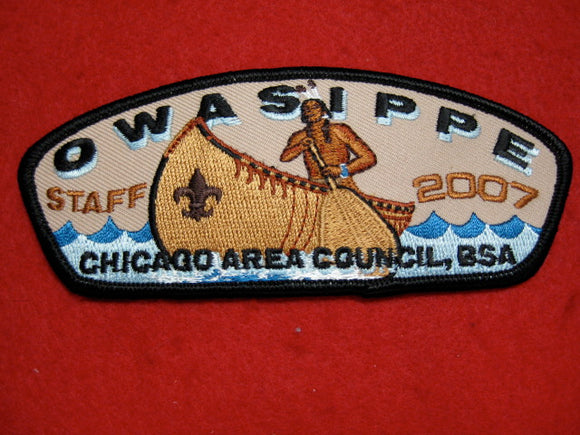 OWASIPPE
STAFF 2007
CHICAGO AREA COUNCIL, BSA